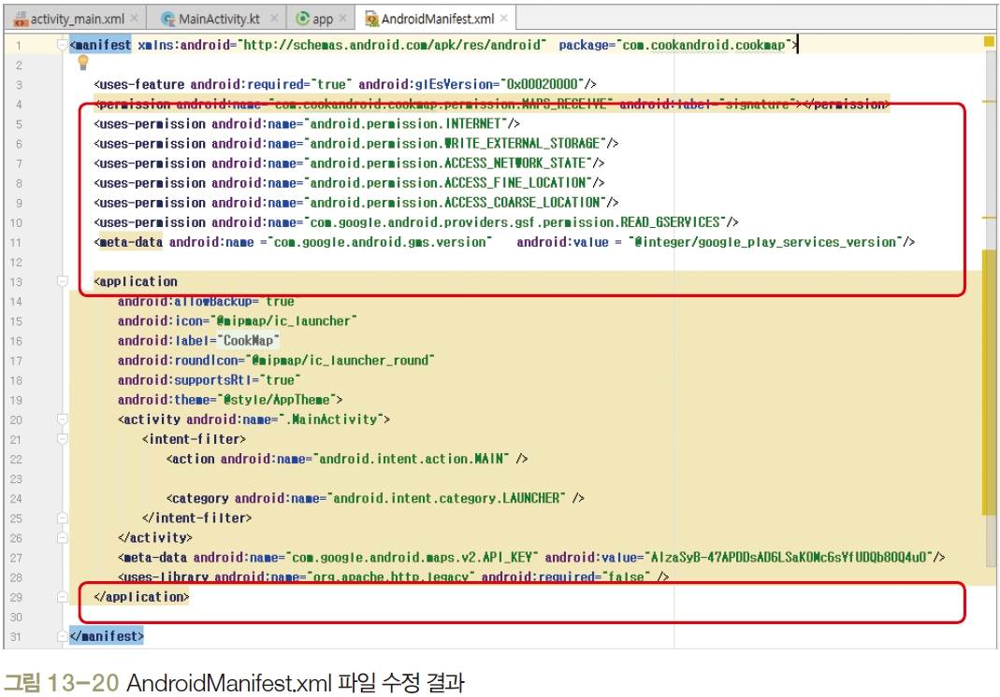 activity_main.xml × MainActivity.kt × app × AndroidManifest.xml ×
1 <manifest xmlns:android="http://schemas.android.com/apk/res/android" package="com.cookandroid.cookmap">
2
3 <uses-feature android:required="true" android:glEsVersion="0x00020000"/>
4 <permission android:name="com.cookandroid.cookmap.permission.MAPS_RECEIVE" android:label="signature"></permission>
5 <uses-permission android:name="android.permission.INTERNET"/>
6 <uses-permission android:name="android.permission.WRITE_EXTERNAL_STORAGE"/>
7 <uses-permission android:name="android.permission.ACCESS_NETWORK_STATE"/>
8 <uses-permission android:name="android.permission.ACCESS_FINE_LOCATION"/>
9 <uses-permission android:name="android.permission.ACCESS_COARSE_LOCATION"/>
10 <uses-permission android:name="com.google.android.providers.gsf.permission.READ_GSERVICES"/>
11 <meta-data android:name ="com.google.android.gms.version" android:value = "@integer/google_play_services_version"/>
12
13 <application
14 android:allowBackup="true"
15 android:icon="@mipmap/ic_launcher"
16 android:label="CookMap"
17 android:roundIcon="@mipmap/ic_launcher_round"
18 android:supportsRtl="true"
19 android:theme="@style/AppTheme">
20 <activity android:name=".MainActivity">
21 <intent-filter>
22 <action android:name="android.intent.action.MAIN" />
23
24 <category android:name="android.intent.category.LAUNCHER" />
25 </intent-filter>
26 </activity>
27 <meta-data android:name="com.google.android.maps.v2.API_KEY" android:value=
28 <uses-library android:name="org.apache.http.legacy" android:required="false" />
29 </application>
30
31 </manifest>
그림 13-20 AndroidManifest.xml 파일 수정 결과